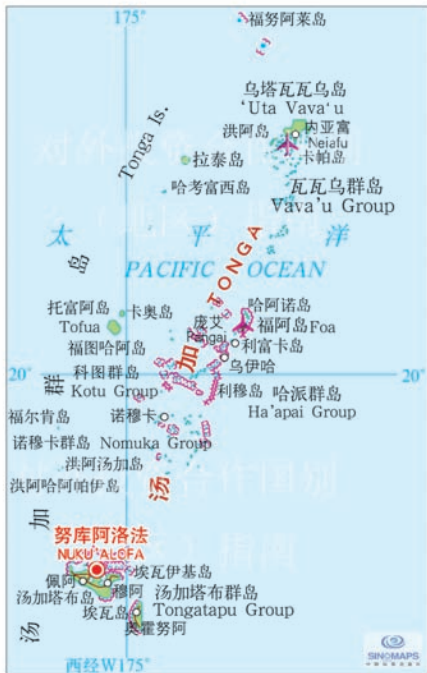 175°
福努阿莱岛
乌塔瓦瓦乌岛
'Uta Vava'u
内亚富
Neiafu
洪阿岛
卡帕岛
拉泰岛
Tonga Is.
哈考富西岛
瓦瓦乌群岛
Vava'u Group
太平洋
PACIFIC OCEAN
汤加 TONGA
哈阿诺岛
托富阿岛
Tofua
卡奥岛
庞艾
Pangai
福阿岛 Foa
利富卡岛
福图哈阿岛
乌伊哈
20°
20°
科图群岛
Kotu Group
利穆岛
哈派群岛
Ha'apai Group
福尔肯岛
诺穆卡
诺穆卡群岛 Nomuka Group
洪阿汤加岛
洪阿哈阿帕伊岛
汤加群岛
努库阿洛法
NUKU ALOFA
埃瓦伊基岛
佩阿
穆阿
汤加塔布岛
汤加塔布群岛
Tongatapu Group
埃瓦岛
奥霍努阿
西经W175°
SINOMAPS